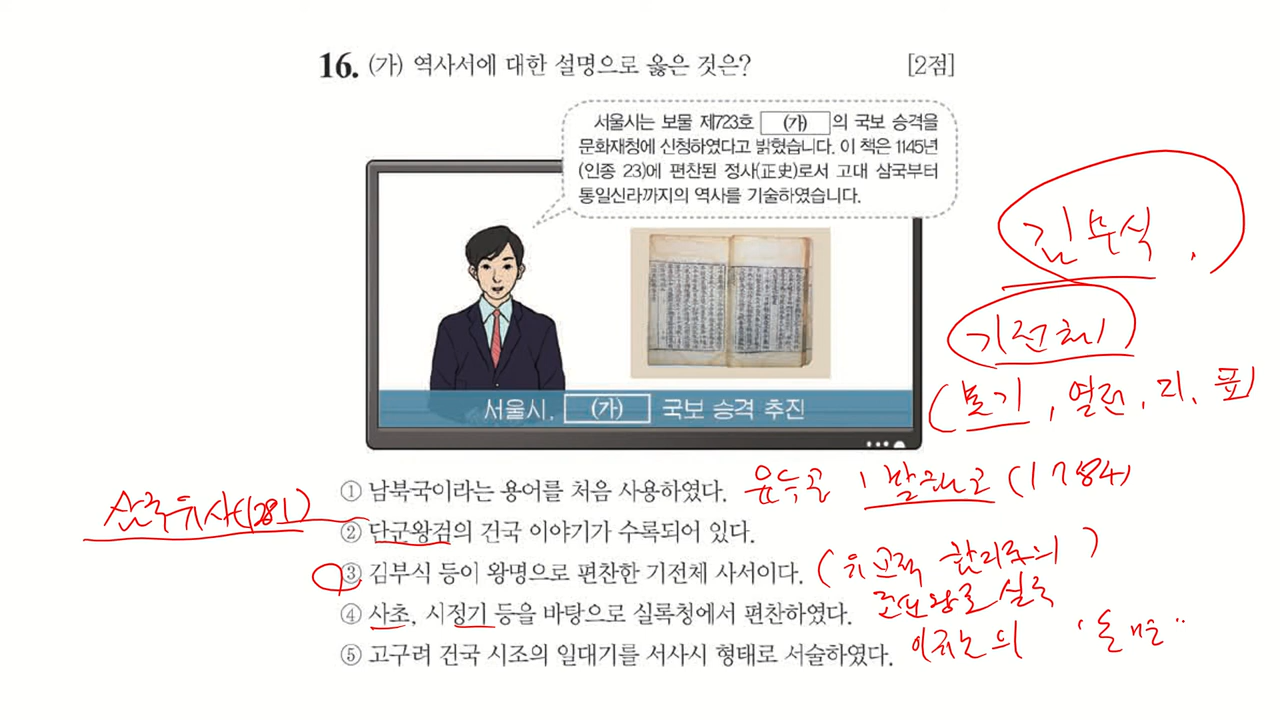 16. (가) 역사서에 대한 설명으로 옳은 것은? [2점]
서울시는 보물 제723호 (가) 의 국보 승격을
문화재청에 신청하였다고 밝혔습니다. 이 책은 1145년
(인종 23)에 편찬된 정사(正史)로서 고대 삼국부터
통일신라까지의 역사를 기술하였습니다.
김부식,
기전체
(본기, 열전, 지, 표)
서울시, (가) 국보 승격 추진
① 남북국이라는 용어를 처음 사용하였다. 유득공, 발해고 (1784)
삼국유사(1281)
② 단군왕검의 건국 이야기가 수록되어 있다.
③ 김부식 등이 왕명으로 편찬한 기전체 사서이다. (유교적 합리주의)
④ 사초, 시정기 등을 바탕으로 실록청에서 편찬하였다. 조선왕조실록
⑤ 고구려 건국 시조의 일대기를 서사시 형태로 서술하였다. 이규보의